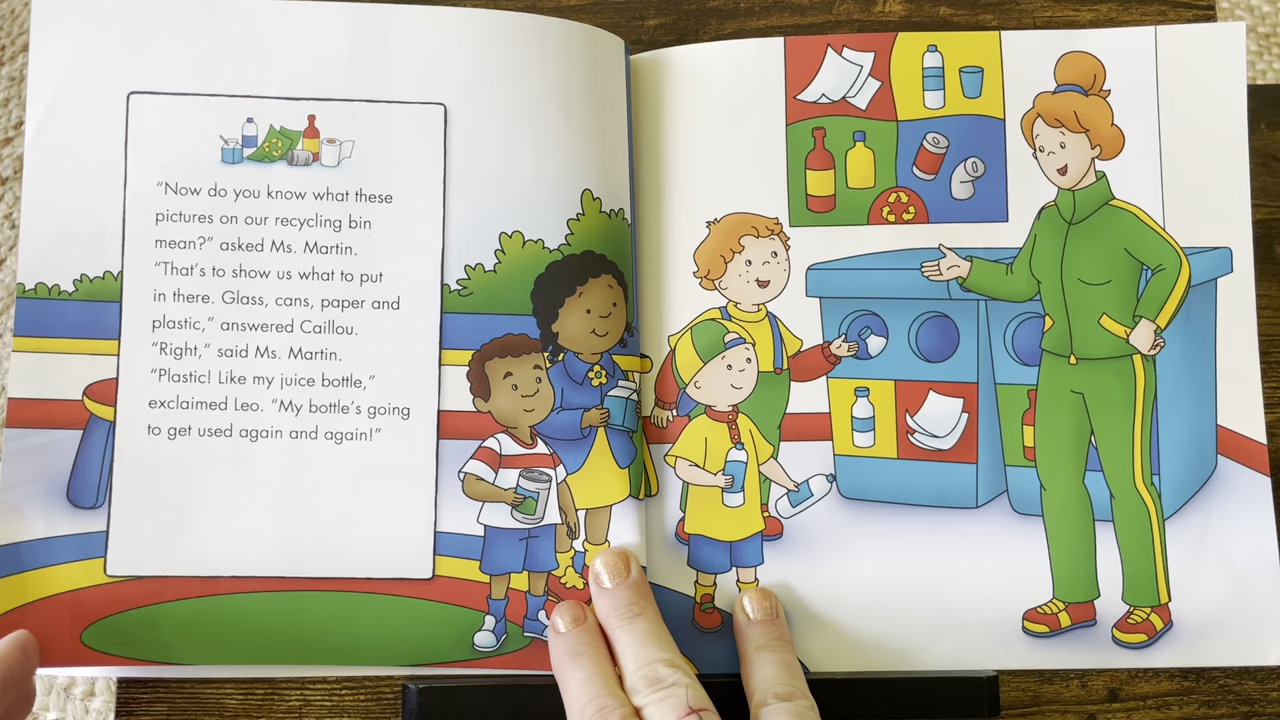 “Now do you know what these
pictures on our recycling bin
mean?” asked Ms. Martin.
“That’s to show us what to put
in there. Glass, cans, paper and
plastic,” answered Caillou.
“Right,” said Ms. Martin.
“Plastic! Like my juice bottle,”
exclaimed Leo. “My bottle’s going
to get used again and again!”